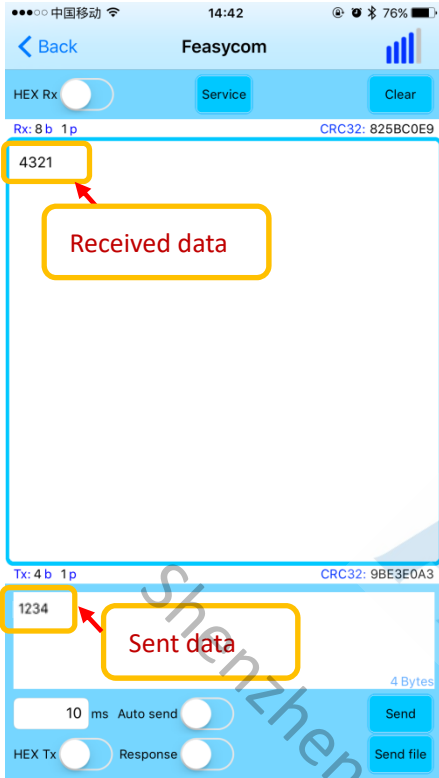 中国移动 14:42 76%
Back Feasycom
HEX Rx Service Clear
Rx: 8 b 1 p CRC32: 825BC0E9
4321
Received data
Tx: 4 b 1 p CRC32: 9BE3E0A3
1234
Sent data
4 Bytes
10 ms Auto send Send
HEX Tx Response Send file
Shenzhen